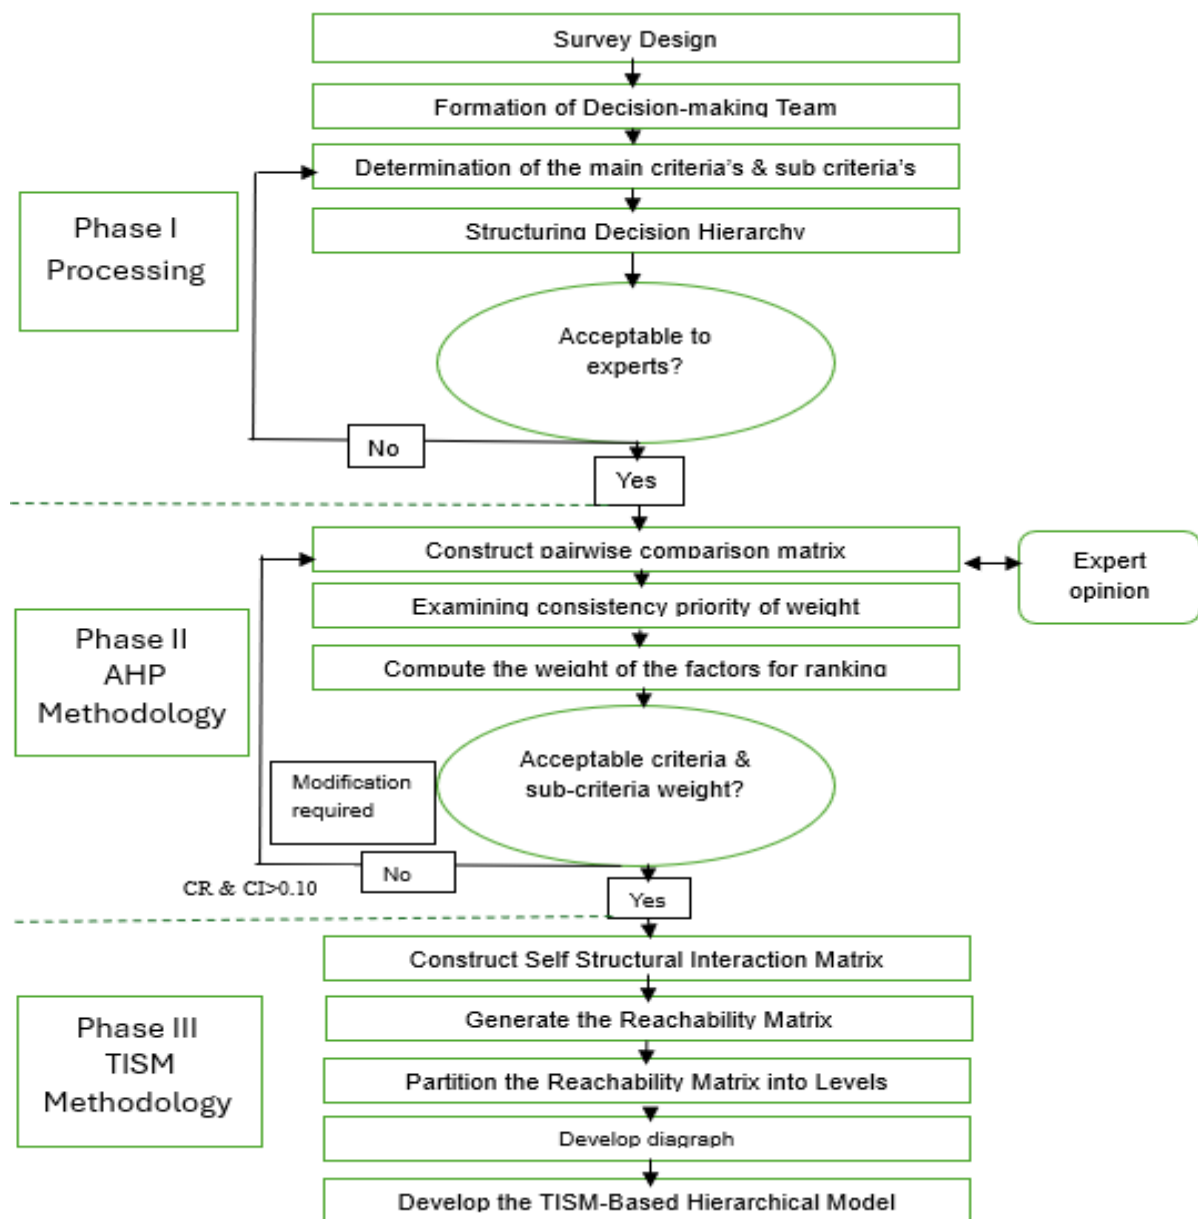 Survey Design
Formation of Decision-making Team
Determination of the main criteria's & sub criteria's
Structuring Decision Hierarchy
Phase I
Processing
Acceptable to
experts?
No
Yes
Construct pairwise comparison matrix
Expert
opinion
Examining consistency priority of weight
Phase II
AHP
Methodology
Compute the weight of the factors for ranking
Acceptable criteria &
sub-criteria weight?
Modification
required
No
CR & CI>0.10
Yes
Construct Self Structural Interaction Matrix
Phase III
TISM
Methodology
Generate the Reachability Matrix
Partition the Reachability Matrix into Levels
Develop diagraph
Develop the TISM-Based Hierarchical Model